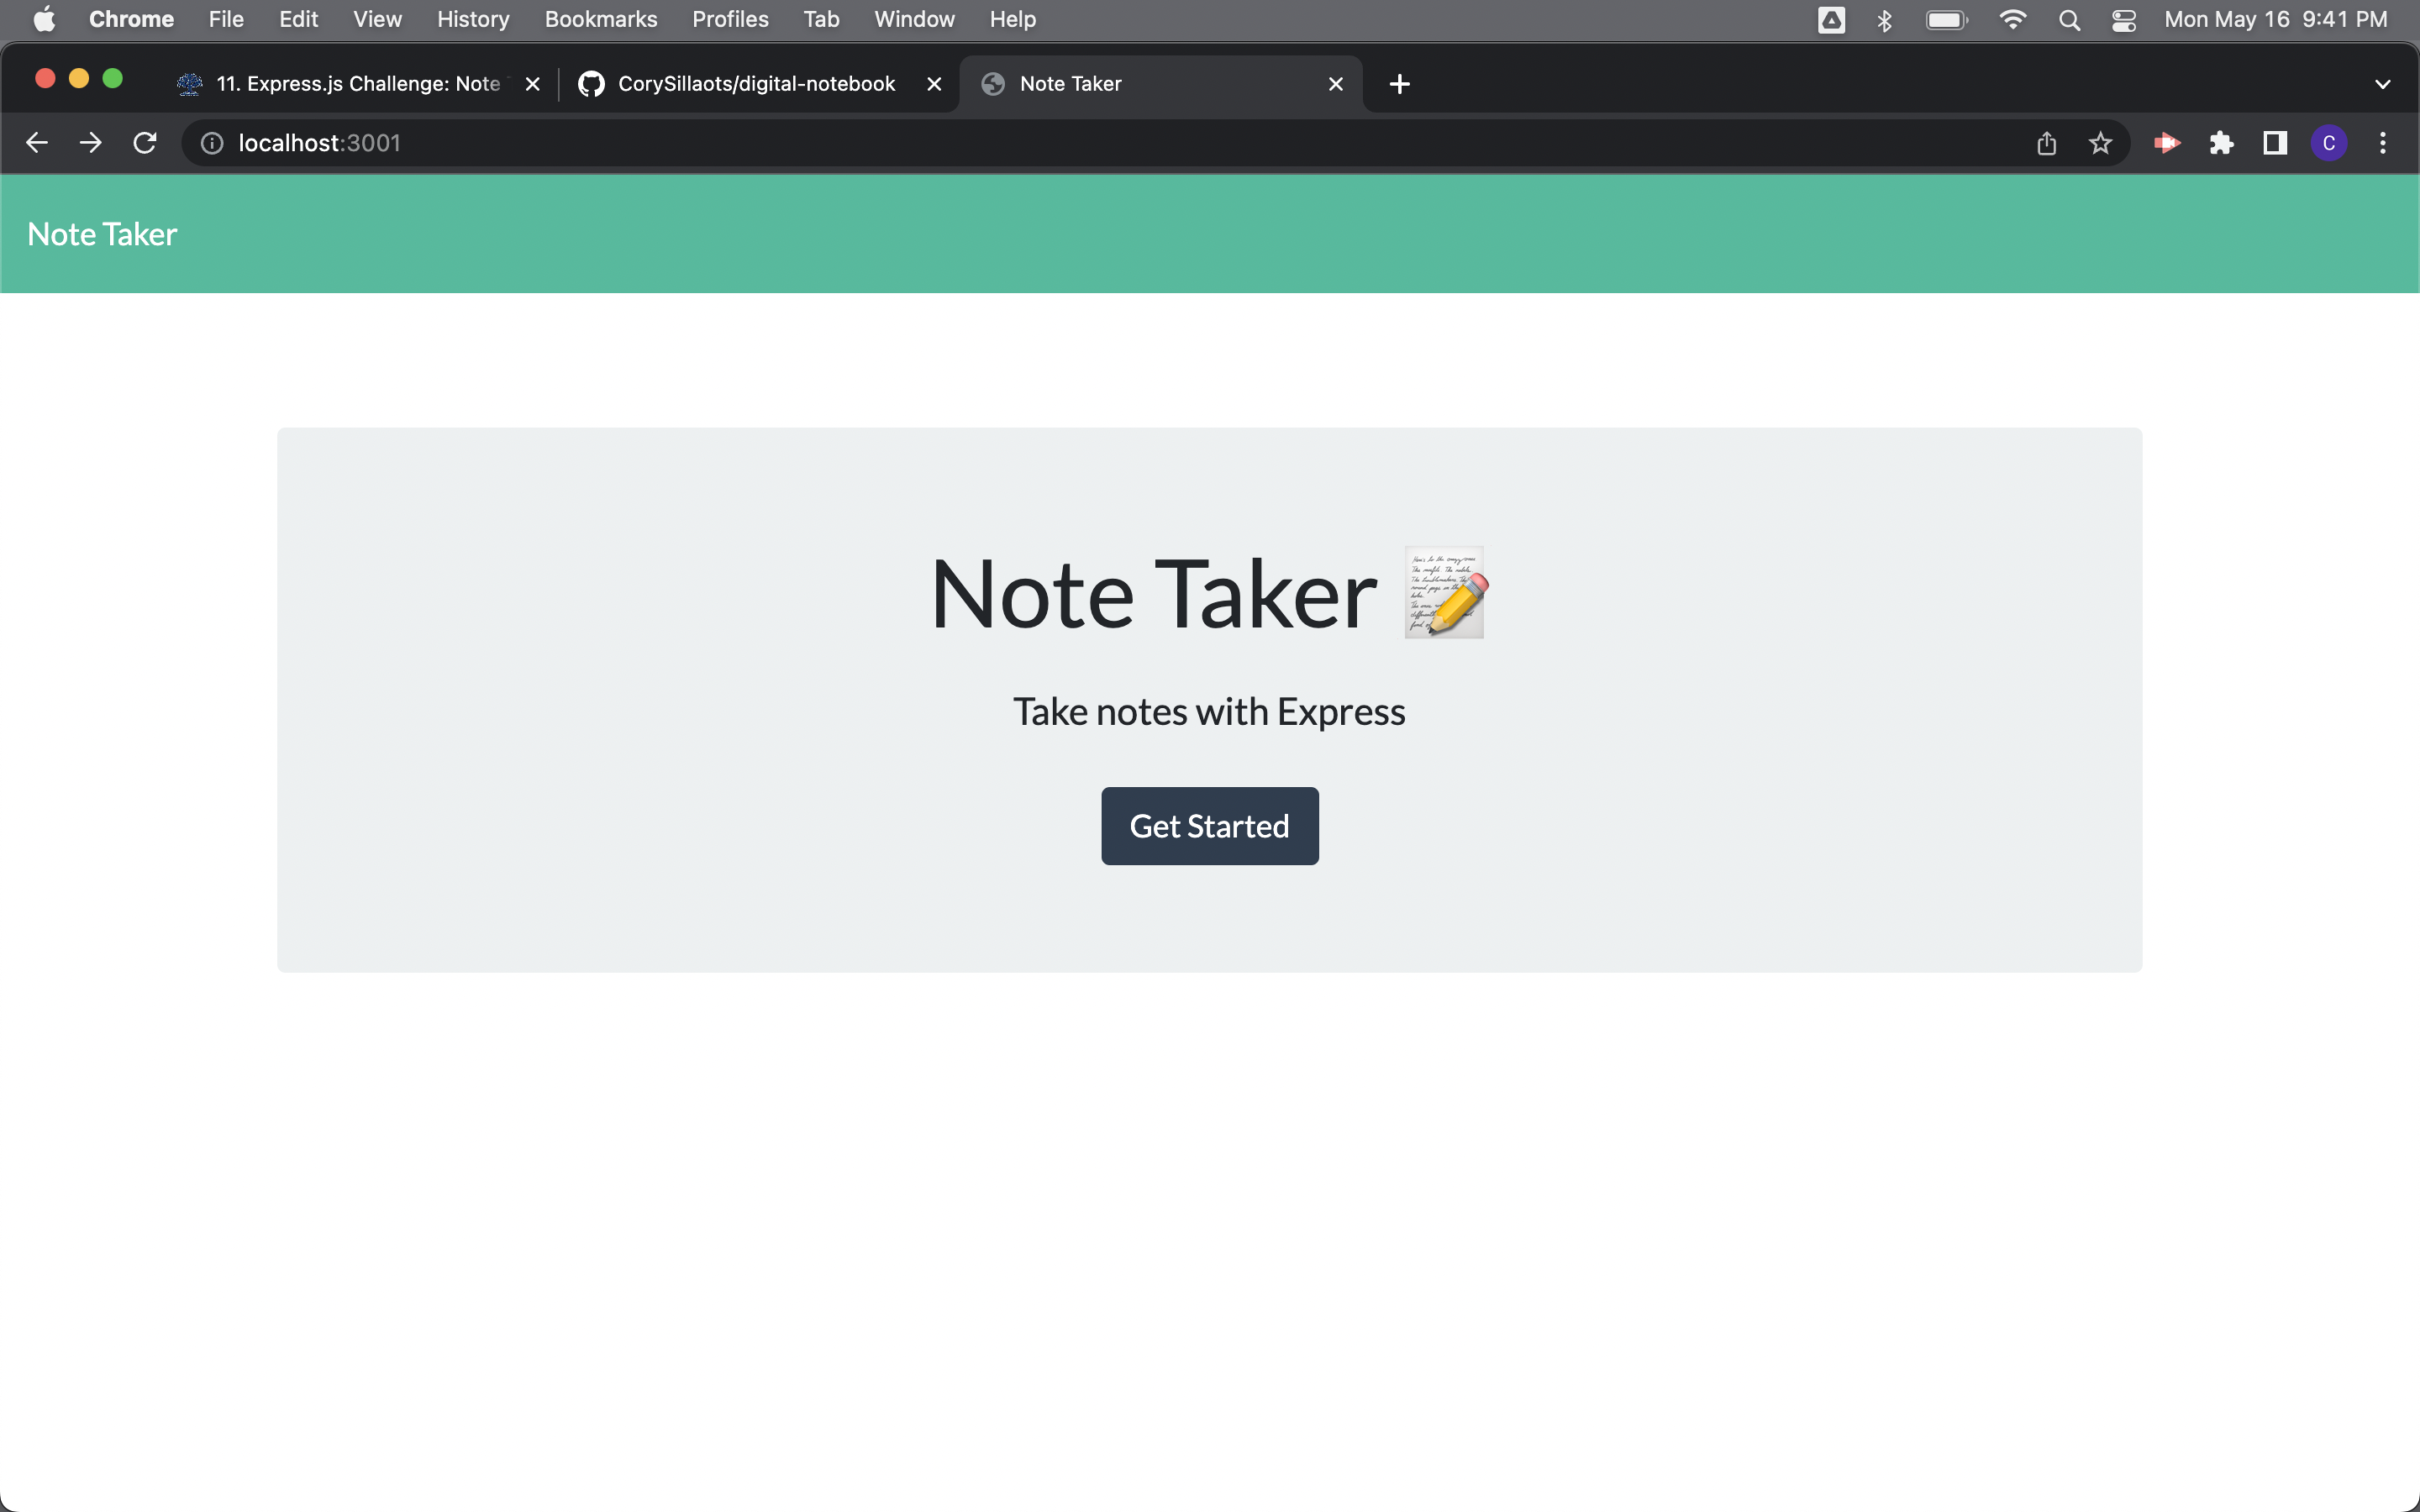 Chrome File Edit View History Bookmarks Profiles Tab Window Help Mon May 16 9:41 PM
11. Express.js Challenge: Note CorySillaots/digital-notebook Note Taker
localhost:3001 C
Note Taker
Note Taker
Take notes with Express
Get Started